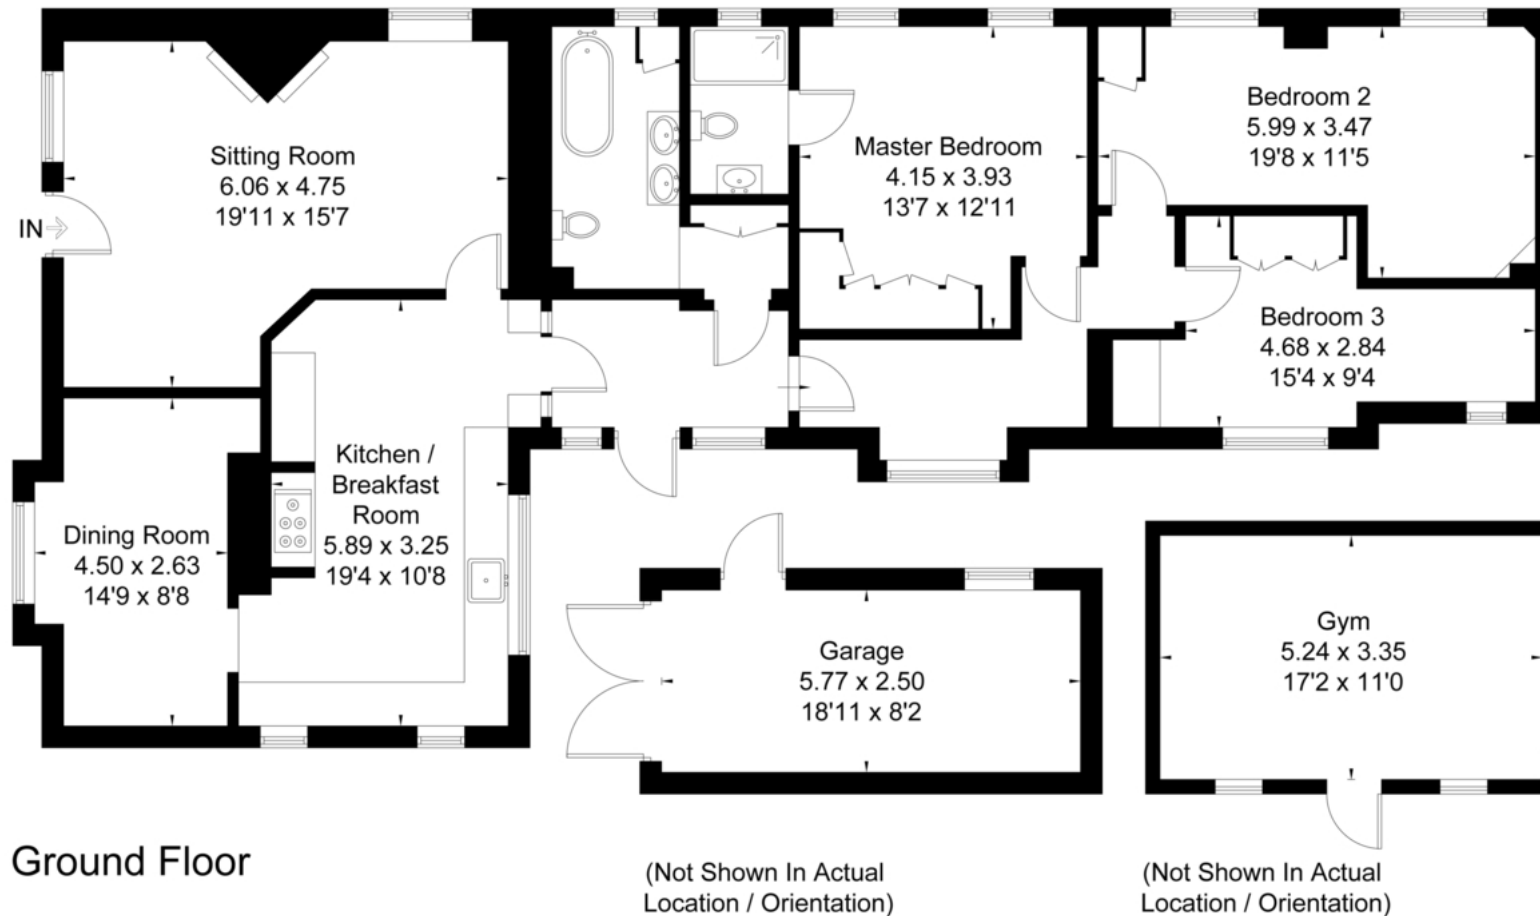 Sitting Room
6.06 x 4.75
19'11 x 15'7
IN
Master Bedroom
4.15 x 3.93
13'7 x 12'11
Bedroom 2
5.99 x 3.47
19'8 x 11'5
Bedroom 3
4.68 x 2.84
15'4 x 9'4
Kitchen /
Breakfast
Room
5.89 x 3.25
19'4 x 10'8
Dining Room
4.50 x 2.63
14'9 x 8'8
Garage
5.77 x 2.50
18'11 x 8'2
Gym
5.24 x 3.35
17'2 x 11'0
Ground Floor
(Not Shown In Actual
Location / Orientation)
(Not Shown In Actual
Location / Orientation)